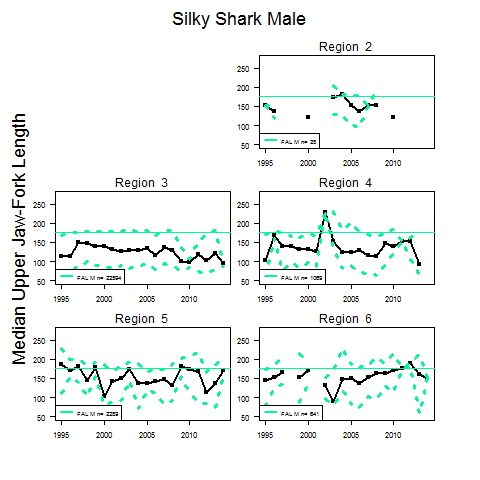 Silky Shark Male
Median Upper Jaw-Fork Length
Region 2
250
200
150
100
50
FAL M n= 28
1995 2000 2005 2010
Region 3
250
200
150
100
50
FAL M n= 22594
1995 2000 2005 2010
Region 4
250
200
150
100
50
FAL M n= 1069
1995 2000 2005 2010
Region 5
250
200
150
100
50
FAL M n= 2289
1995 2000 2005 2010
Region 6
250
200
150
100
50
FAL M n= 641
1995 2000 2005 2010